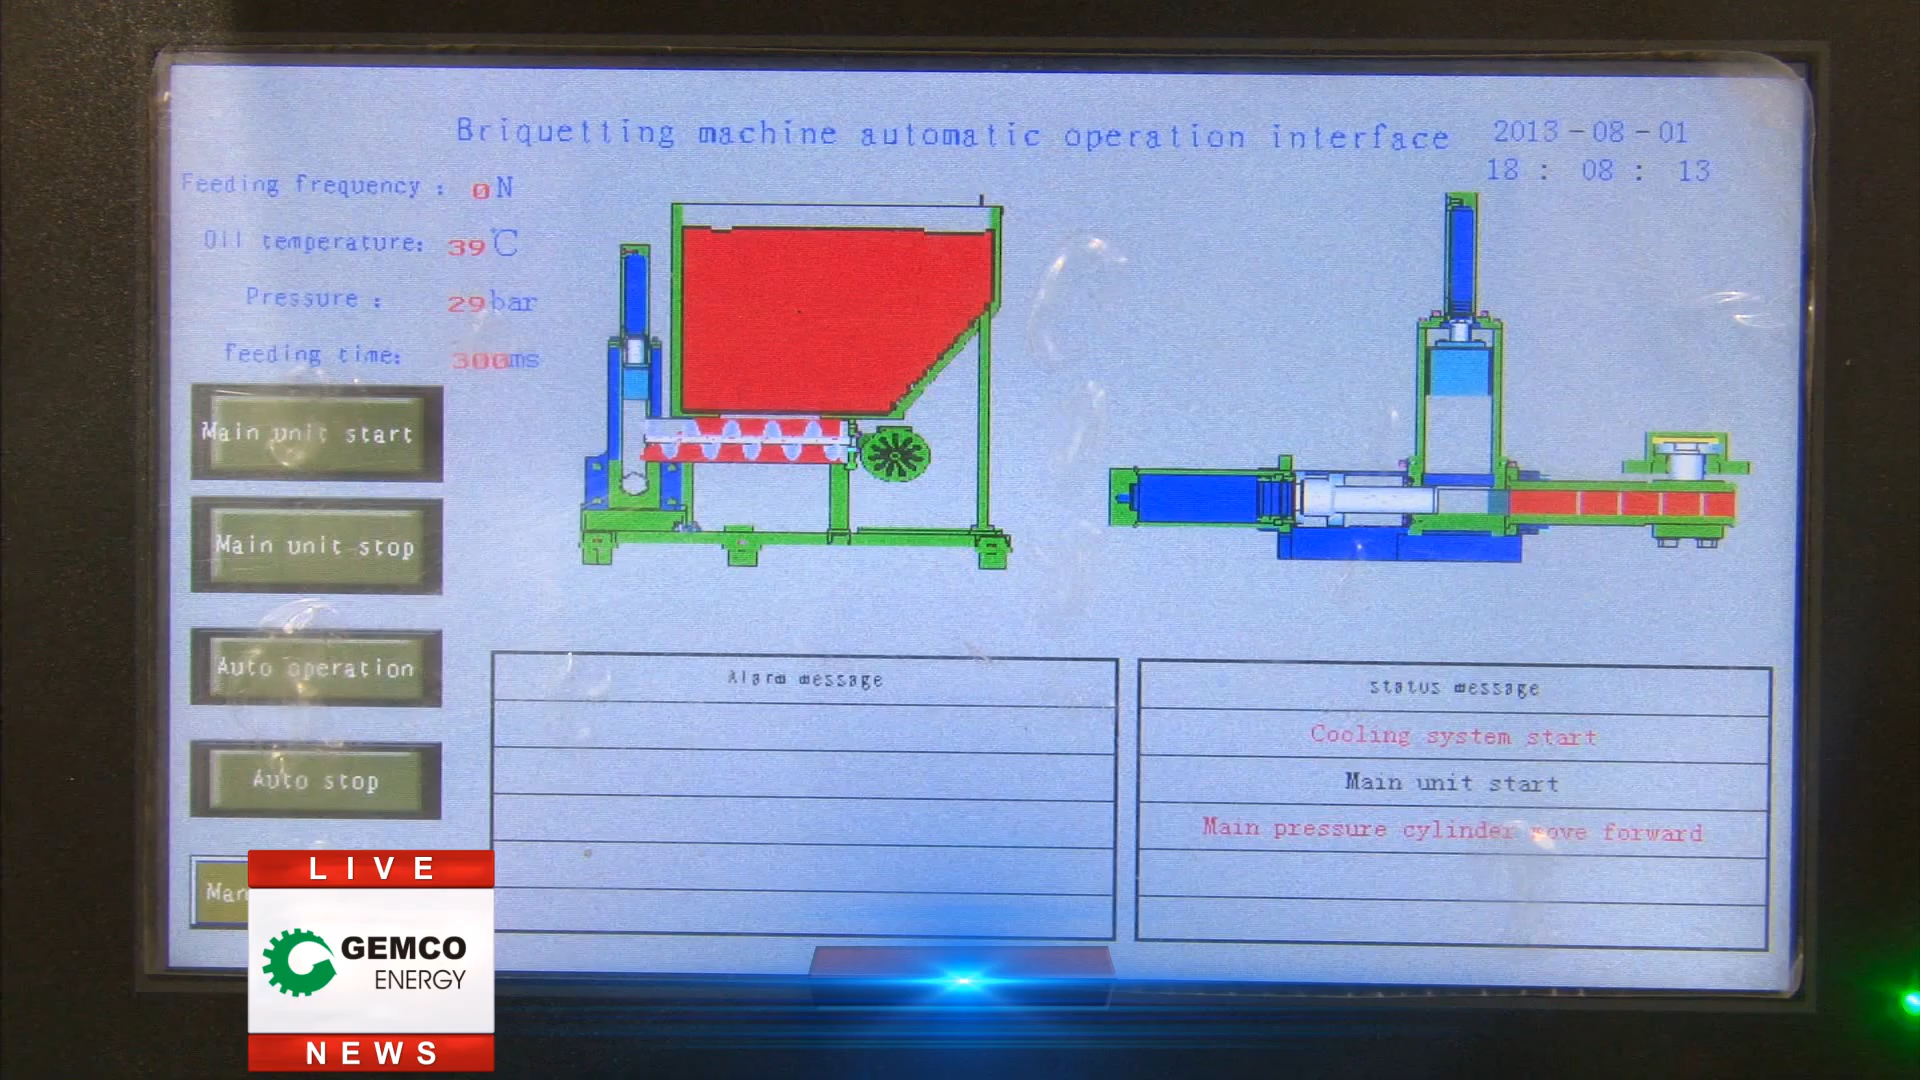 Briquetting machine automatic operation interface
2013-08-01
18 : 08 : 13
Feeding frequency : 0N
Oil temperature: 39℃
Pressure : 29bar
feeding time: 300ms
Main unit start
Main unit stop
Auto operation
Auto stop
Alarm message
status message
Cooling system start
Main unit start
Main pressure cylinder move forward
LIVE
GEMCO
ENERGY
NEWS